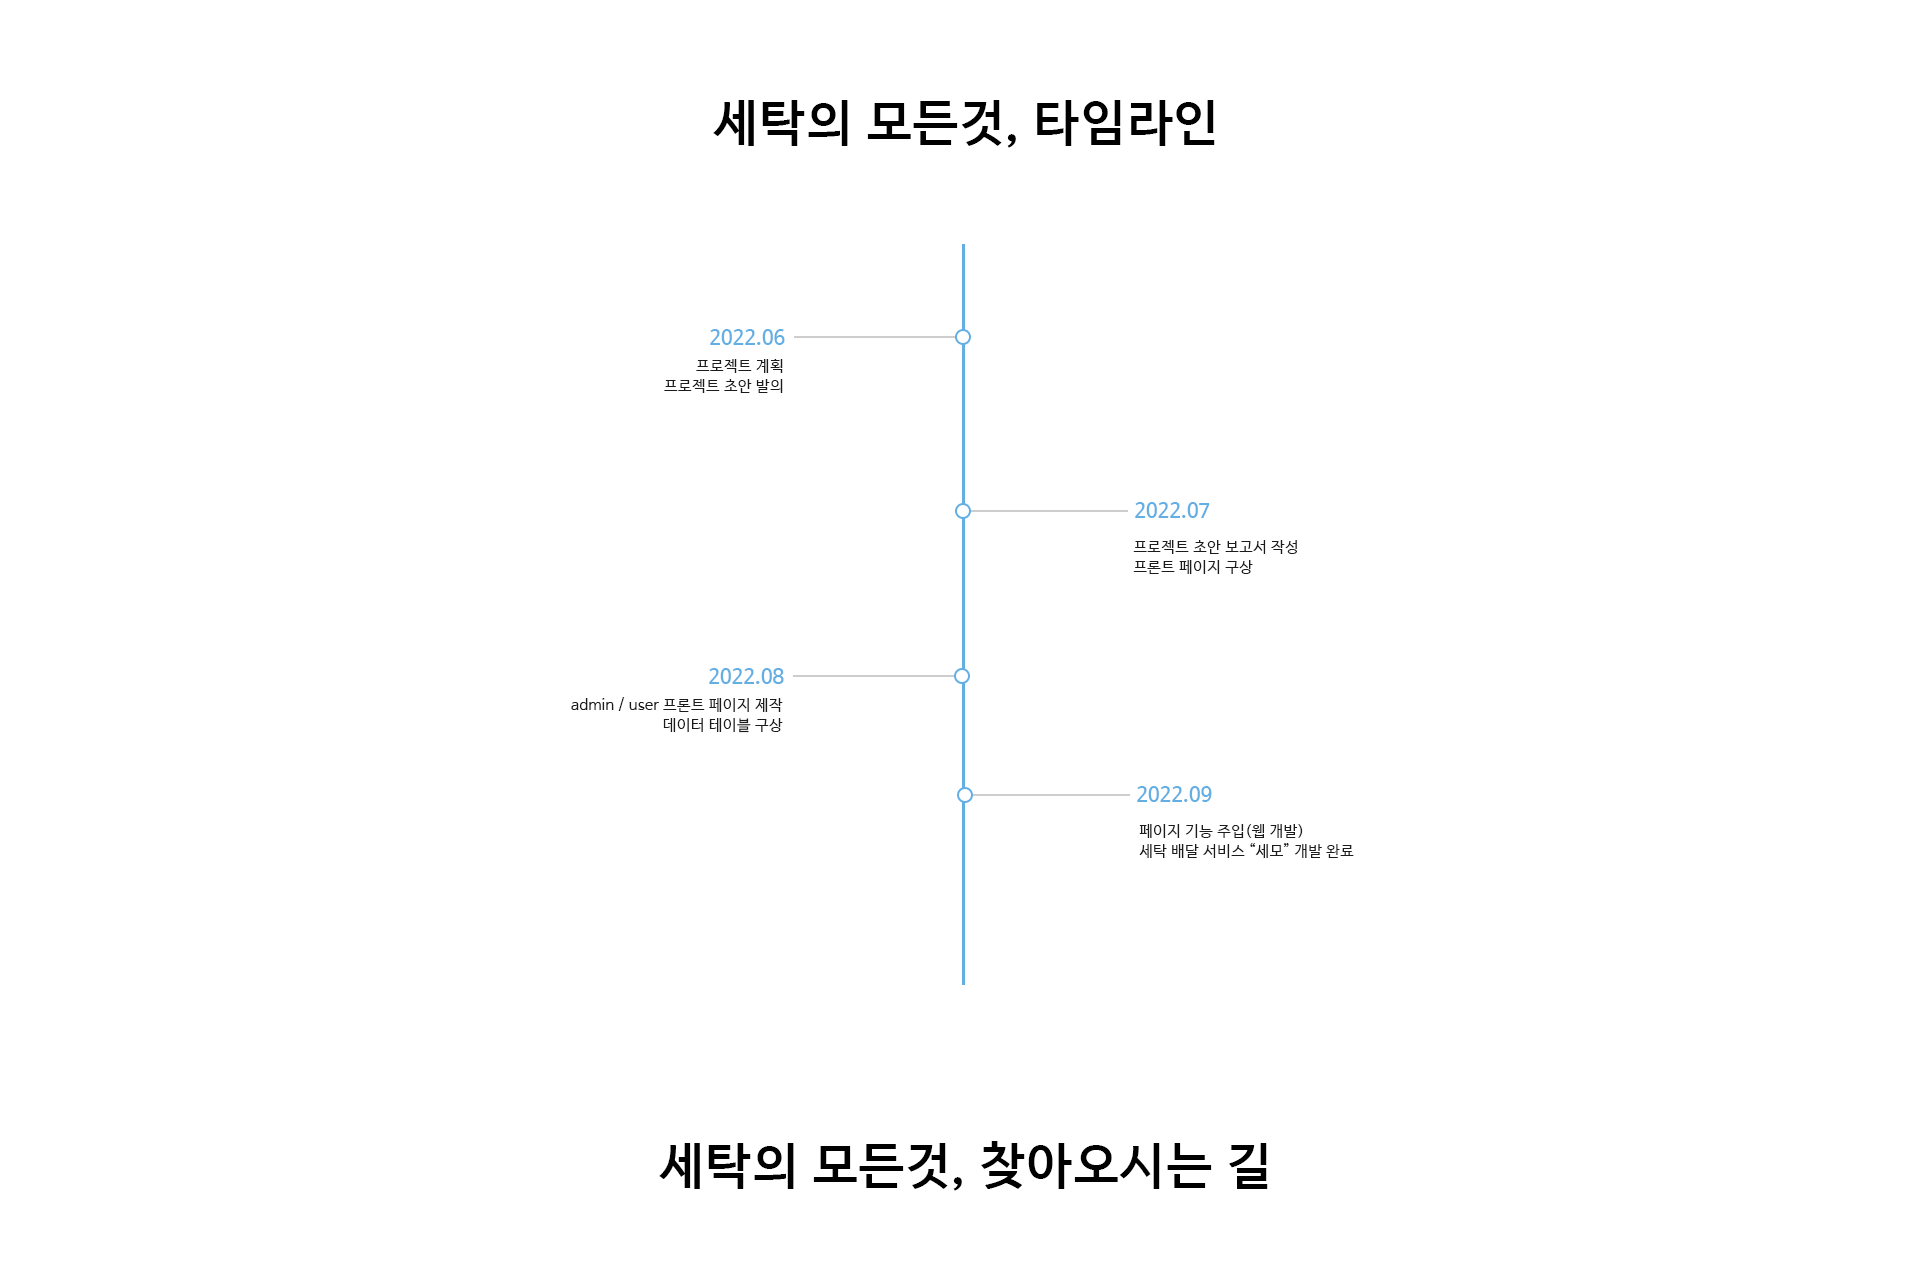 세탁의 모든것, 타임라인
2022.06
프로젝트 계획
프로젝트 초안 발의
2022.07
프로젝트 초안 보고서 작성
프론트 페이지 구상
2022.08
admin / user 프론트 페이지 제작
데이터 테이블 구상
2022.09
페이지 기능 주입(웹 개발)
세탁 배달 서비스 “세모” 개발 완료
세탁의 모든것, 찾아오시는 길